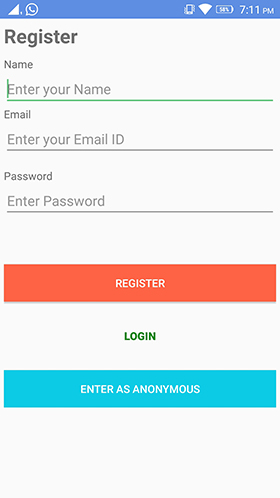 58% 7:11 PM
Register
Name
Enter your Name
Email
Enter your Email ID
Password
Enter Password
REGISTER
LOGIN
ENTER AS ANONYMOUS